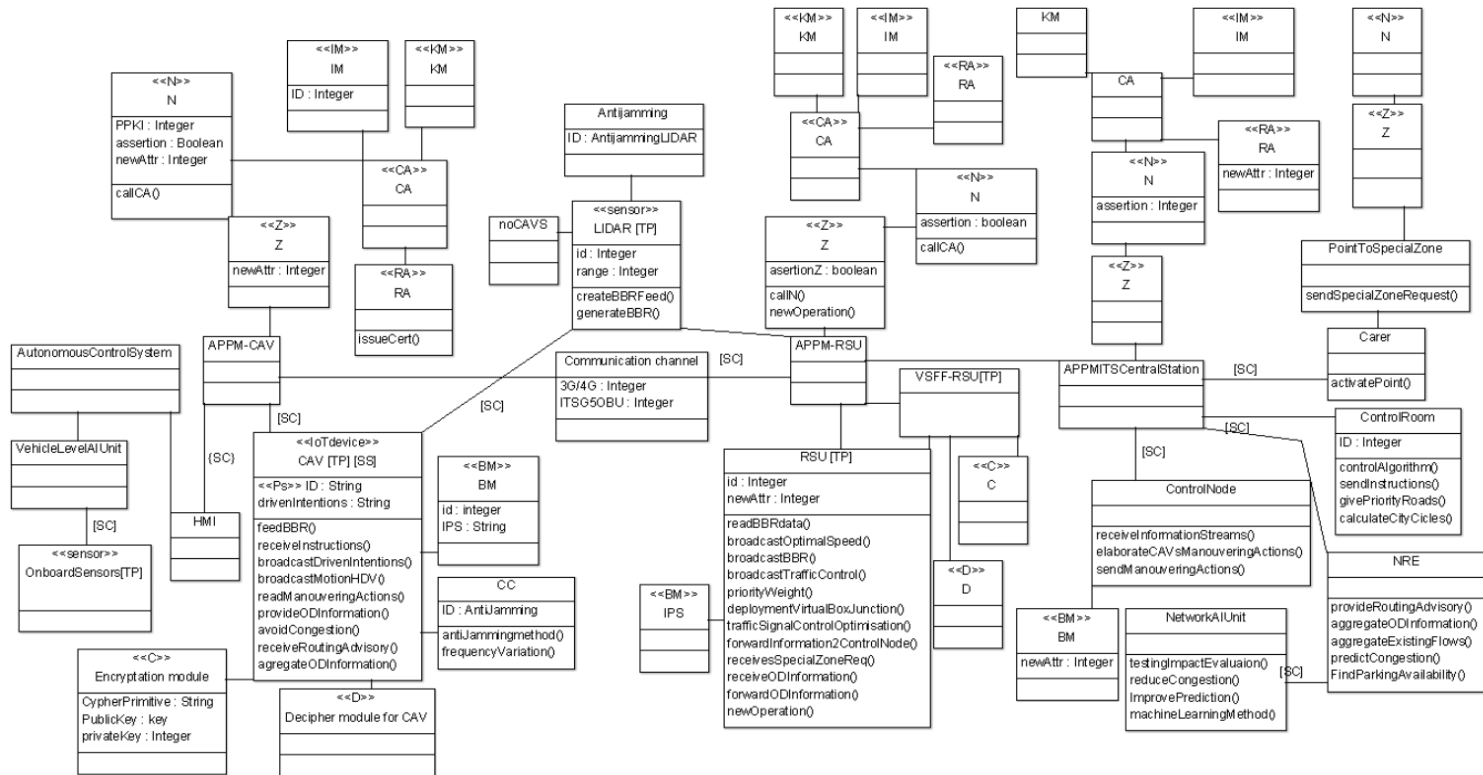 <<N>>
N
PPKI : Integer
assertion : Boolean
newAttr : Integer
callCA()
<<IM>>
IM
ID : Integer
<<KM>>
KM
<<CA>>
CA
<<RA>>
RA
issueCert()
<<Z>>
Z
newAttr : Integer
APPM-CAV
AutonomousControlSystem
VehicleLevelAIUnit
[SC]
<<sensor>>
OnboardSensors[TP]
HMI
{SC}
[SC]
Antijamming
ID : AntijammingLIDAR
noCAVS
<<sensor>>
LIDAR [TP]
id : Integer
range : Integer
createBBRFeed()
generateBBR()
[SC]
Communication channel
3G/4G : Integer
ITSG5OBU : Integer
[SC]
<<IoTdevice>>
CAV [TP] [SS]
<<Ps>> ID : String
drivenIntentions : String
feedBBR()
receiveInstructions()
broadcastDrivenIntentions()
broadcastMotionHDV()
readManouveringActions()
provideODInformation()
avoidCongestion()
receiveRoutingAdvisory()
agregateODInformation()
<<BM>>
BM
id : integer
IPS : String
CC
ID : AntiJamming
antiJammingmethod()
frequencyVariation()
<<C>>
Encryptation module
CypherPrimitive : String
PublicKey : key
privateKey : Integer
<<D>>
Decipher module for CAV
<<KM>>
KM
<<IM>>
IM
<<RA>>
RA
<<CA>>
CA
<<N>>
N
assertion : boolean
callCA()
<<Z>>
Z
asertionZ : boolean
callN()
newOperation()
APPM-RSU
VSFF-RSU[TP]
<<C>>
C
<<D>>
D
RSU [TP]
id : Integer
newAttr : Integer
readBBRdata()
broadcastOptimalSpeed()
broadcastBBR()
broadcastTrafficControl()
priorityWeight()
deploymentVirtualBoxJunction()
trafficSignalControlOptimisation()
forwardInformation2ControlNode()
receivesSpecialZoneReq()
receiveODInformation()
forwardODInformation()
newOperation()
<<BM>>
IPS
KM
<<IM>>
IM
CA
<<RA>>
RA
newAttr : Integer
<<N>>
N
assertion : Integer
<<Z>>
Z
APPMITSCentralStation
<<N>>
N
<<Z>>
Z
PointToSpecialZone
sendSpecialZoneRequest()
Carer
activatePoint()
[SC]
ControlRoom
ID : Integer
controlAlgorithm()
sendInstructions()
givePriorityRoads()
calculateCityCicles()
[SC]
[SC]
ControlNode
receiveInformationStreams()
elaborateCAVsManouveringActions()
sendManouveringActions()
<<BM>>
BM
newAttr : Integer
NetworkAIUnit
testingImpactEvaluaion()
reduceCongestion()
ImprovePrediction()
machineLearningMethod()
[SC]
NRE
provideRoutingAdvisory()
aggregateODInformation()
aggregateExistingFlows()
predictCongestion()
FindParkingAvailability()